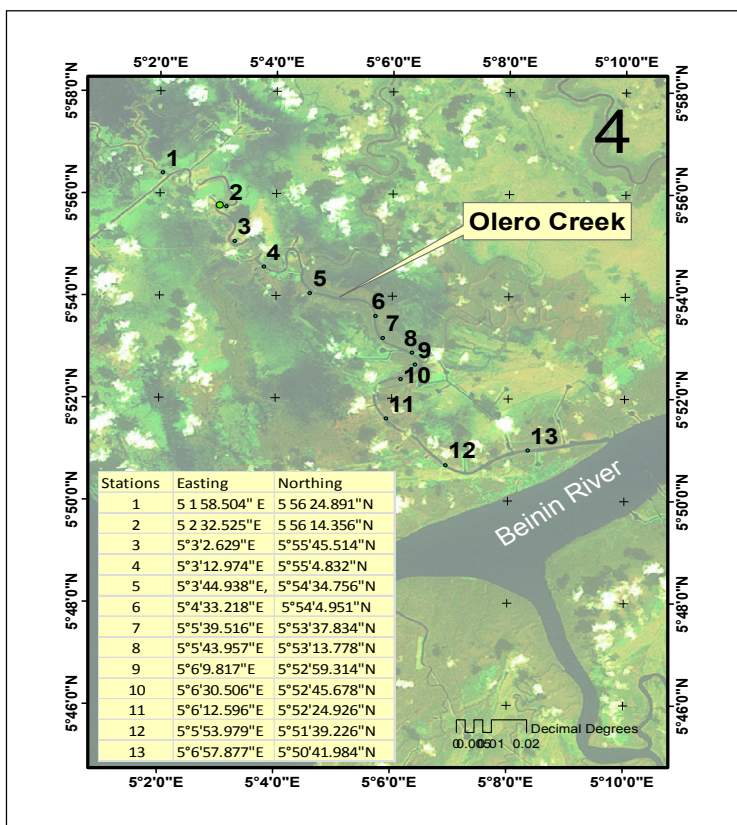 5°2'0"E 5°4'0"E 5°6'0"E 5°8'0"E 5°10'0"E
5°58'0"N 5°58'0"N
4
1
5°56'0"N 5°56'0"N
2
3
Olero Creek
4
5
5°54'0"N 5°54'0"N
6
7
8
9
10
5°52'0"N 5°52'0"N
11
13
12
Beinin River
Stations Easting Northing
1 5 1 58.504" E 5 56 24.891"N
2 5 2 32.525"E 5 56 14.356"N
3 5°3'2.629"E 5°55'45.514"N
4 5°3'12.974"E 5°55'4.832"N
5 5°3'44.938"E, 5°54'34.756"N
6 5°4'33.218"E 5°54'4.951"N
7 5°5'39.516"E 5°53'37.834"N
8 5°5'43.957"E 5°53'13.778"N
9 5°6'9.817"E 5°52'59.314"N
10 5°6'30.506"E 5°52'45.678"N
11 5°6'12.596"E 5°52'24.926"N
12 5°5'53.979"E 5°51'39.226"N
13 5°6'57.877"E 5°50'41.984"N
5°50'0"N 5°50'0"N
5°48'0"N 5°48'0"N
5°46'0"N 5°46'0"N
Decimal Degrees
0 0.005 0.01 0.02
5°2'0"E 5°4'0"E 5°6'0"E 5°8'0"E 5°10'0"E